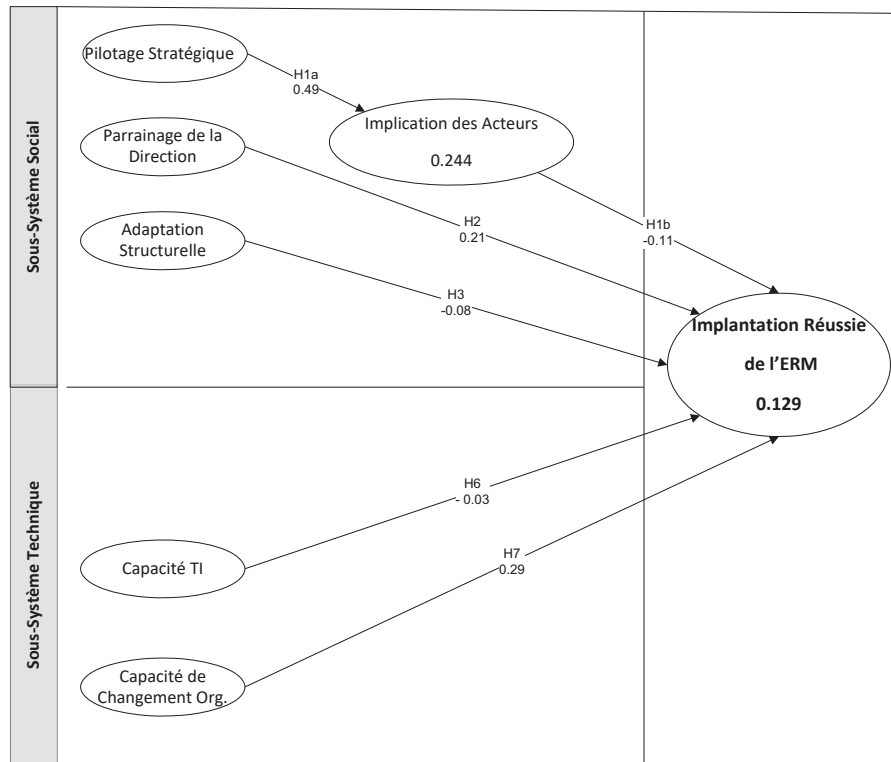 Sous-Système Social
Pilotage Stratégique
H1a
0.49
Implication des Acteurs
0.244
Parrainage de la
Direction
H2
0.21
H1b
-0.11
Adaptation
Structurelle
H3
-0.08
Implantation Réussie
de l'ERM
0.129
Sous-Système Technique
H6
- 0.03
Capacité TI
H7
0.29
Capacité de
Changement Org.